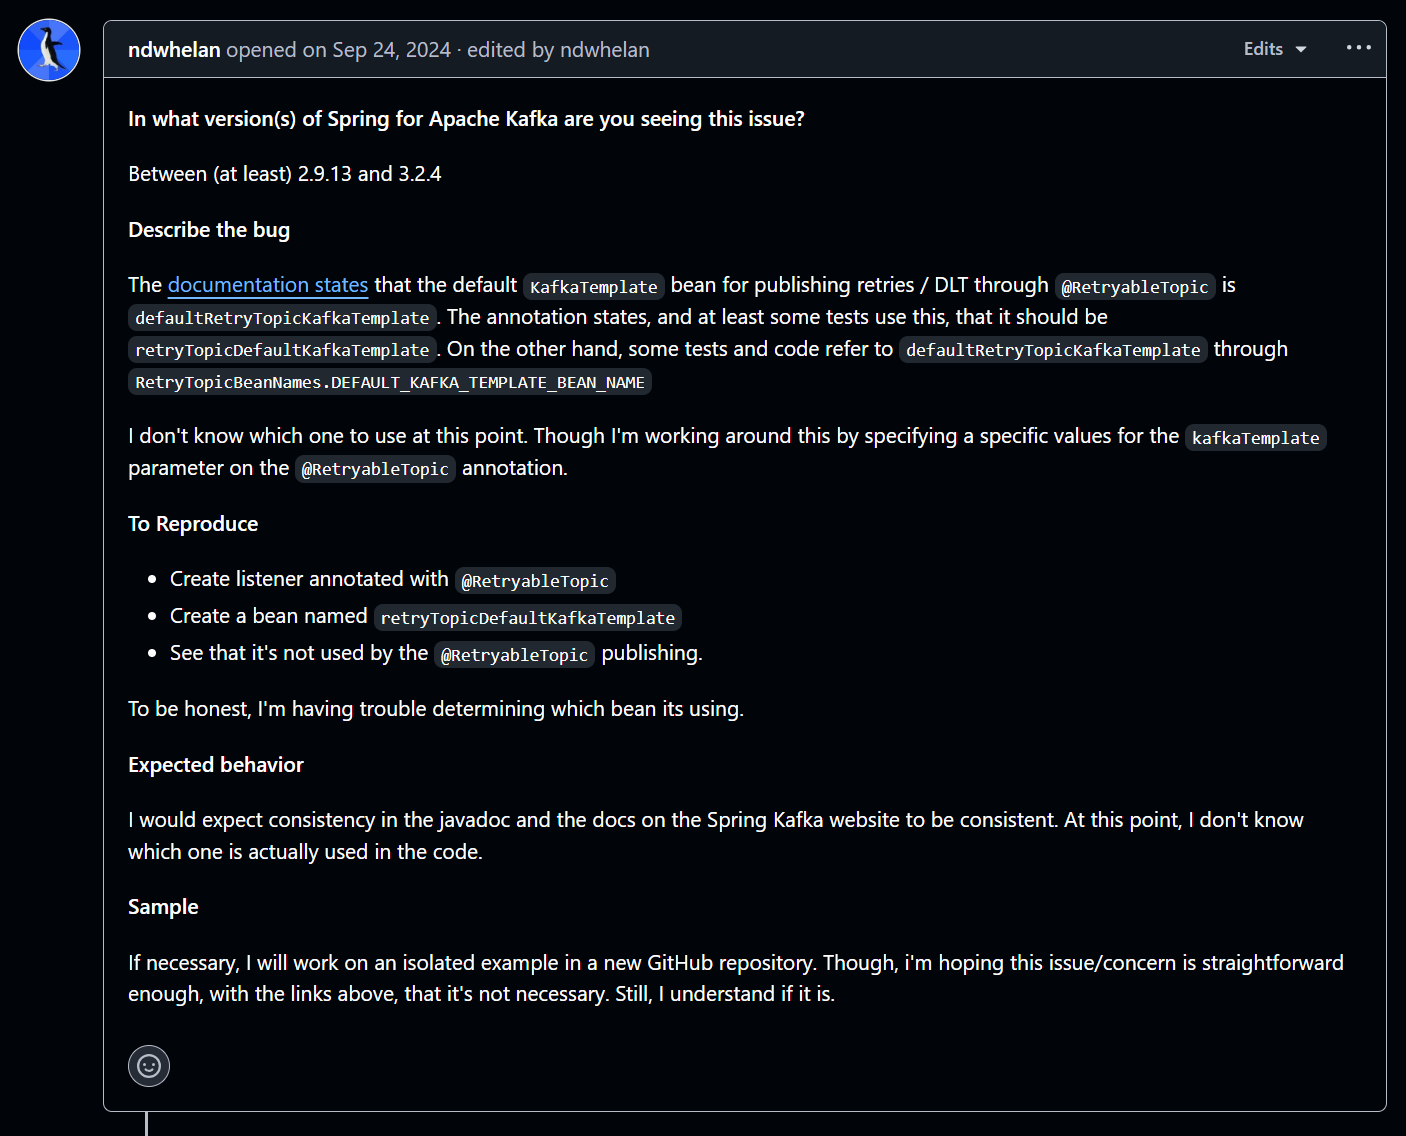 ndwhelan opened on Sep 24, 2024 · edited by ndwhelan
Edits
In what version(s) of Spring for Apache Kafka are you seeing this issue?
Between (at least) 2.9.13 and 3.2.4
Describe the bug
The documentation states that the default KafkaTemplate bean for publishing retries / DLT through @RetryableTopic is
defaultRetryTopicKafkaTemplate. The annotation states, and at least some tests use this, that it should be
retryTopicDefaultKafkaTemplate. On the other hand, some tests and code refer to defaultRetryTopicKafkaTemplate through
RetryTopicBeanNames.DEFAULT_KAFKA_TEMPLATE_BEAN_NAME
I don't know which one to use at this point. Though I'm working around this by specifying a specific values for the kafkaTemplate
parameter on the @RetryableTopic annotation.
To Reproduce
• Create listener annotated with @RetryableTopic
• Create a bean named retryTopicDefaultKafkaTemplate
• See that it's not used by the @RetryableTopic publishing.
To be honest, I'm having trouble determining which bean its using.
Expected behavior
I would expect consistency in the javadoc and the docs on the Spring Kafka website to be consistent. At this point, I don't know
which one is actually used in the code.
Sample
If necessary, I will work on an isolated example in a new GitHub repository. Though, i'm hoping this issue/concern is straightforward
enough, with the links above, that it's not necessary. Still, I understand if it is.